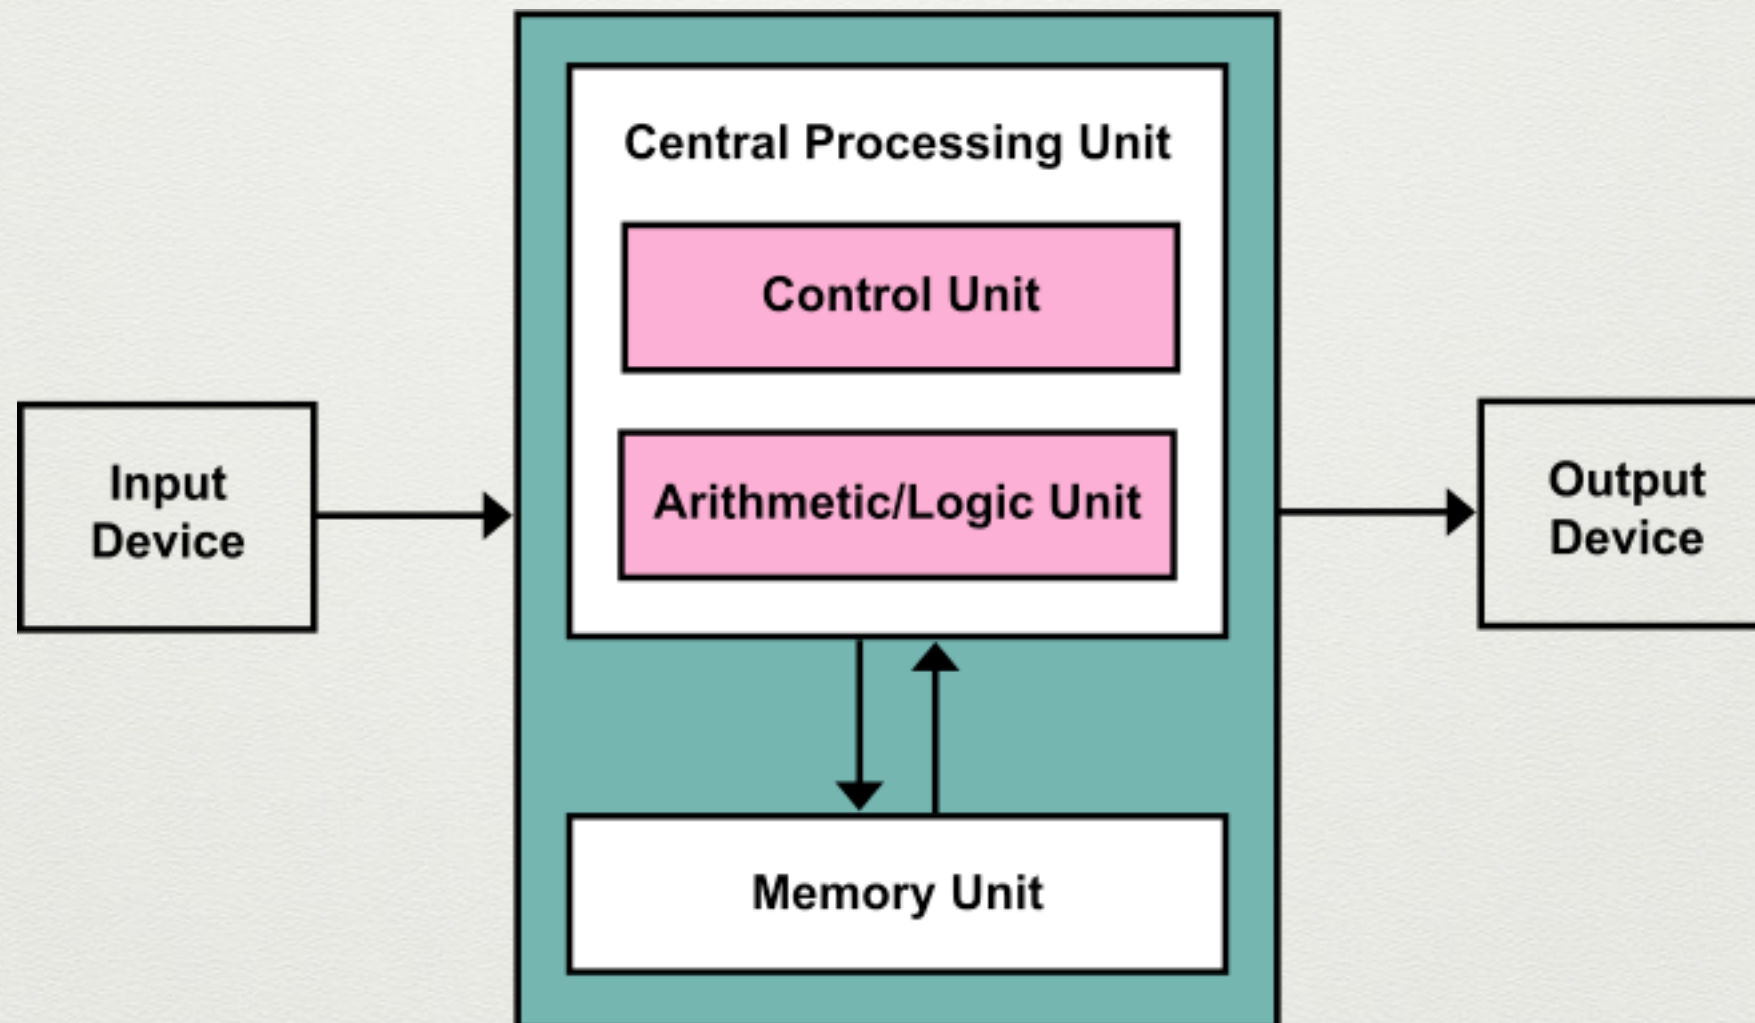 Central Processing Unit
Control Unit
Input
Device
Arithmetic/Logic Unit
Output
Device
Memory Unit